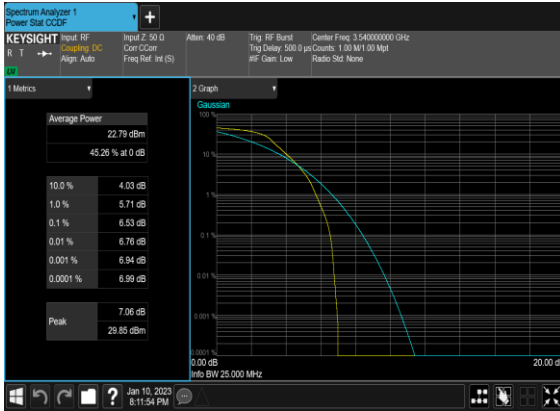 Spectrum Analyzer 1
Power Stat CCDF
KEYSIGHT
R T
LXI
Input: RF
Coupling: DC
Align: Auto
Input Z: 50 Ω
Corr CCorr
Freq Ref: Int (S)
Atten: 40 dB
Trig: RF Burst
Trig Delay: 500.0 µs
#IF Gain: Low
Center Freq: 3.540000000 GHz
Counts: 1.00 M/1.00 Mpt
Radio Std: None
1 Metrics
Average Power
22.79 dBm
45.26 % at 0 dB
10.0 % 4.03 dB
1.0 % 5.71 dB
0.1 % 6.53 dB
0.01 % 6.76 dB
0.001 % 6.94 dB
0.0001 % 6.99 dB
Peak
7.06 dB
29.85 dBm
2 Graph
Gaussian
100 %
10 %
1 %
0.1 %
0.01 %
0.001 %
0.0001 %
0.00 dB
20.00 d
Info BW 25.000 MHz
?
Jan 10, 2023
8:11:54 PM